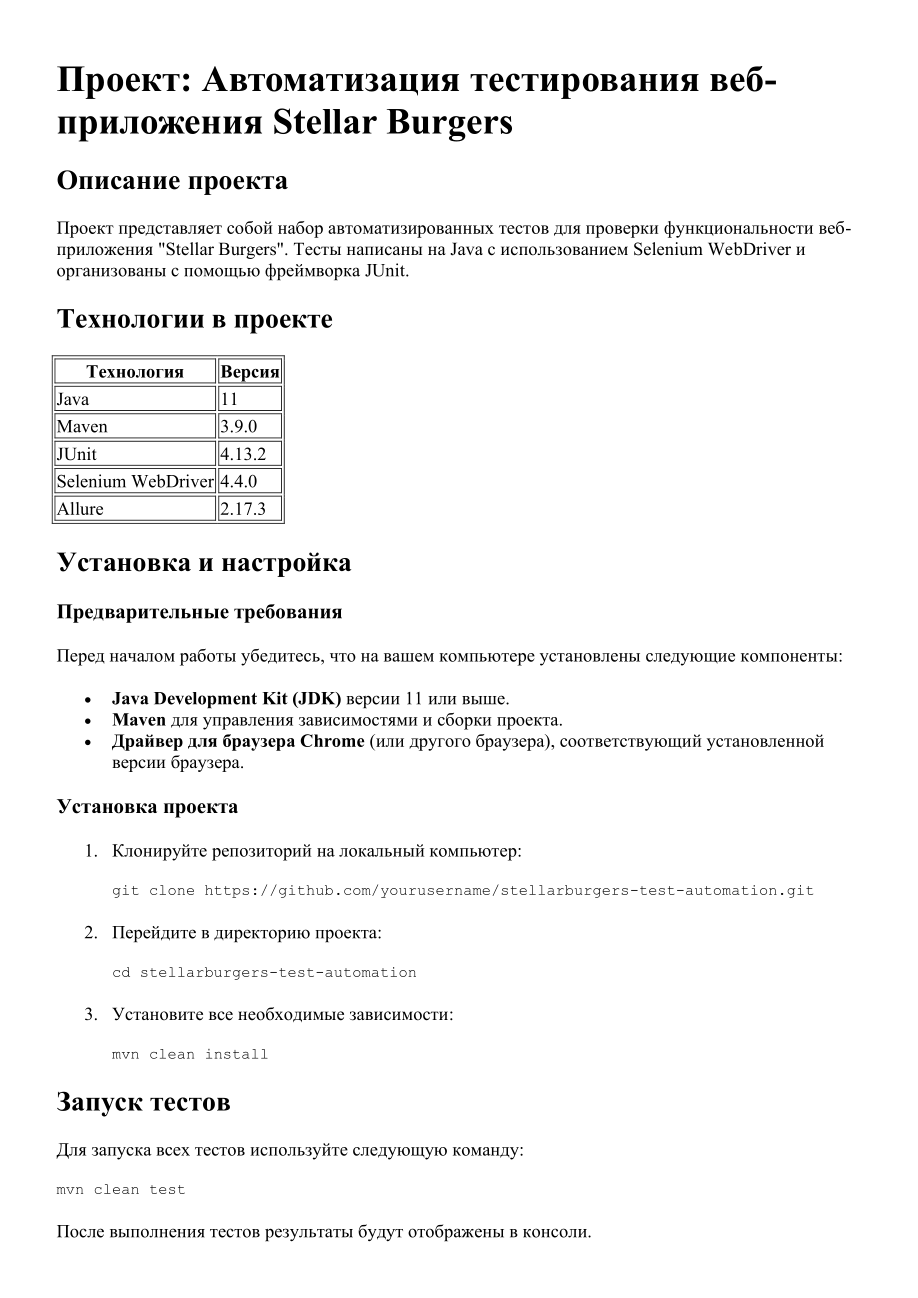 Проект: Автоматизация тестирования веб-
приложения Stellar Burgers
Описание проекта
Проект представляет собой набор автоматизированных тестов для проверки функциональности веб-
приложения "Stellar Burgers". Тесты написаны на Java с использованием Selenium WebDriver и
организованы с помощью фреймворка JUnit.
Технологии в проекте
Технология Версия
Java 11
Maven 3.9.0
JUnit 4.13.2
Selenium WebDriver 4.4.0
Allure 2.17.3
Установка и настройка
Предварительные требования
Перед началом работы убедитесь, что на вашем компьютере установлены следующие компоненты:
• Java Development Kit (JDK) версии 11 или выше.
• Maven для управления зависимостями и сборки проекта.
• Драйвер для браузера Chrome (или другого браузера), соответствующий установленной
версии браузера.
Установка проекта
1. Клонируйте репозиторий на локальный компьютер:
git clone https://github.com/yourusername/stellarburgers-test-automation.git
2. Перейдите в директорию проекта:
cd stellarburgers-test-automation
3. Установите все необходимые зависимости:
mvn clean install
Запуск тестов
Для запуска всех тестов используйте следующую команду:
mvn clean test
После выполнения тестов результаты будут отображены в консоли.